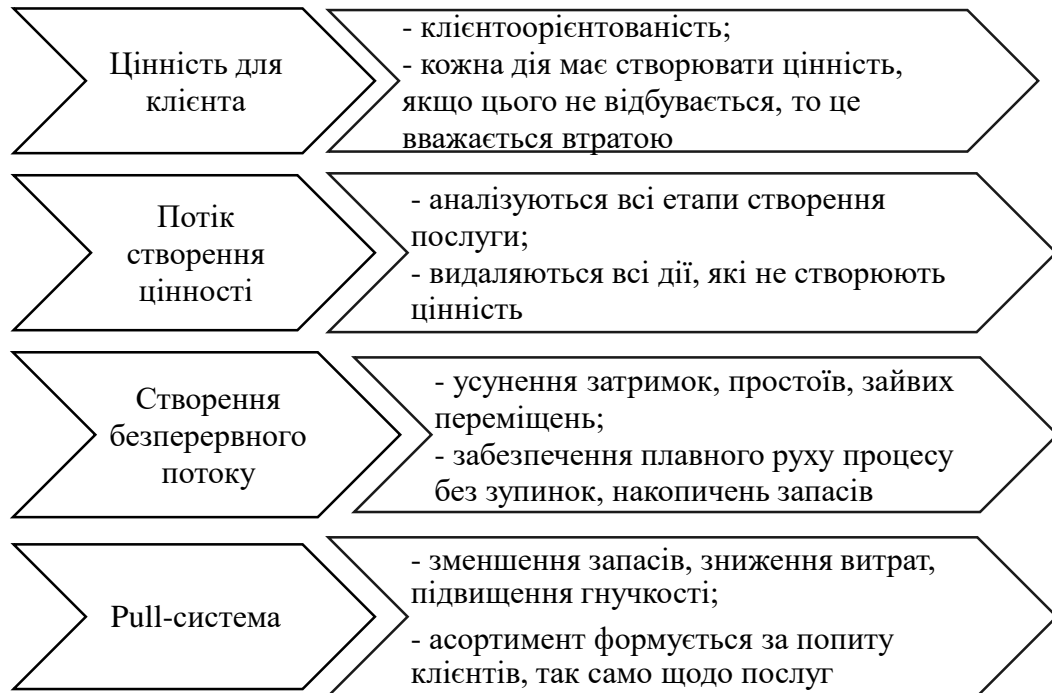 Цінність для
клієнта
- клієнтоорієнтованість;
- кожна дія має створювати цінність,
якщо цього не відбувається, то це
вважається втратою
Потік
створення
цінності
- аналізуються всі етапи створення
послуги;
- видаляються всі дії, які не створюють
цінність
Створення
безперервного
потоку
- усунення затримок, простоїв, зайвих
переміщень;
- забезпечення плавного руху процесу
без зупинок, накопичень запасів
Pull-система
- зменшення запасів, зниження витрат,
підвищення гнучкості;
- асортимент формується за попиту
клієнтів, так само щодо послуг